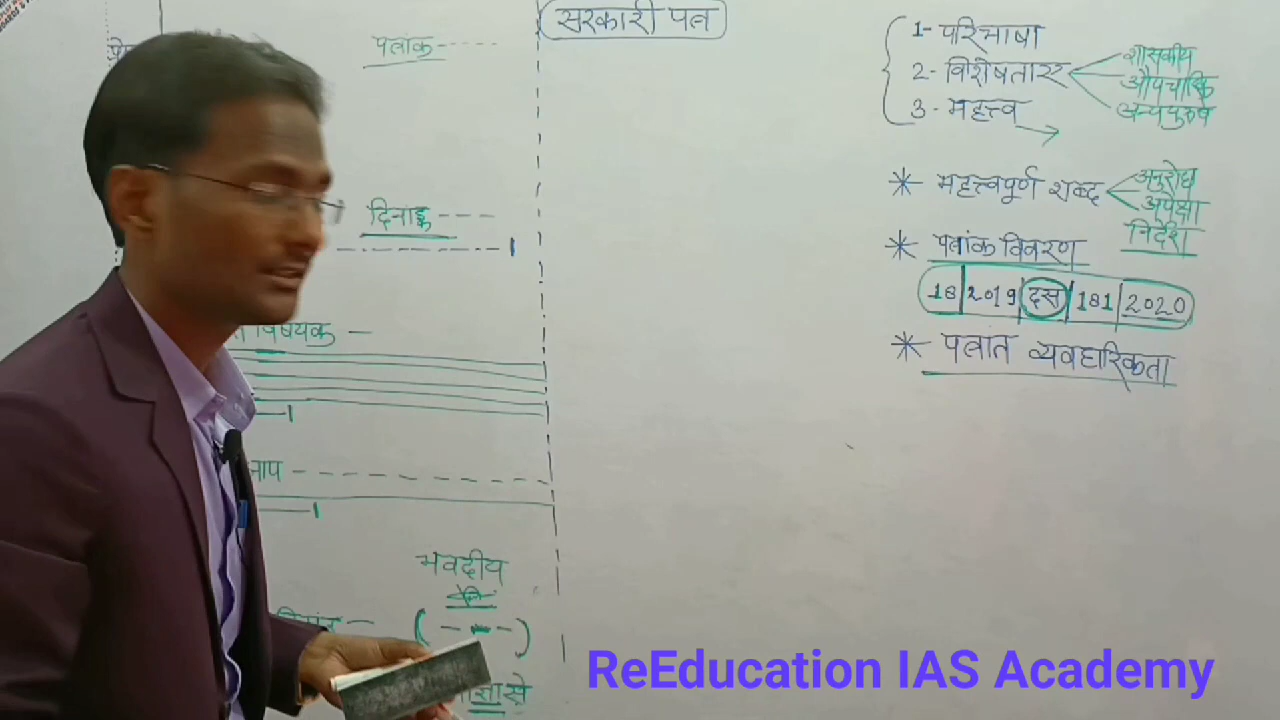 सरकारी पत्र
पत्रांक-----
दिनाङ्क ---
विषयक —
भवदीय
(---)
1- परिभाषा
2- विशेषताएँ
शासकीय
औपचारिक
अन्यपुरुष
3- महत्त्व
* महत्त्वपूर्ण शब्द
अनुरोध
अपेक्षा
निर्देश
* पत्रांक विवरण
18|2019|दस|181|2020
* पत्रांत व्यवहारिकता
ReEducation IAS Academy